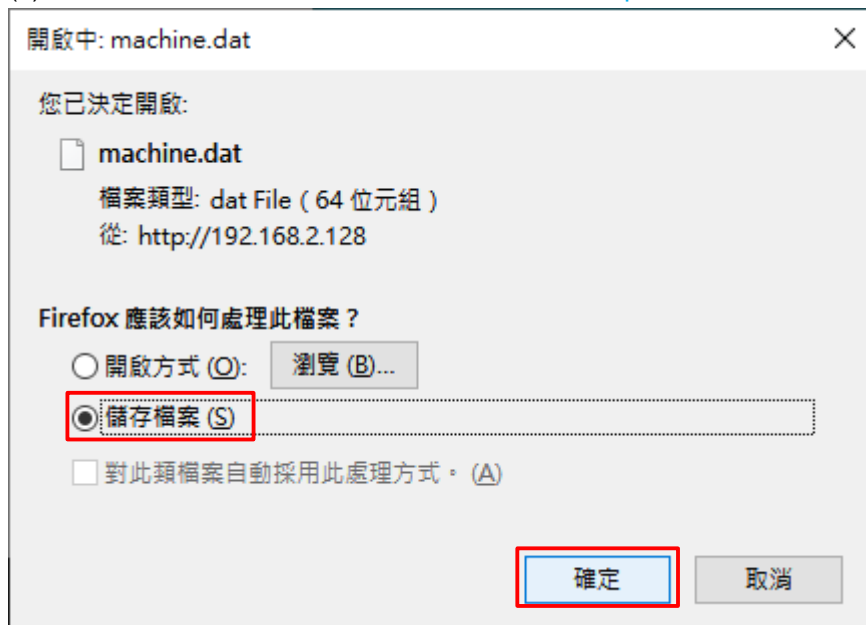 開啟中: machine.dat
您已決定開啟:
machine.dat
檔案類型: dat File ( 64 位元組 )
從: http://192.168.2.128
Firefox 應該如何處理此檔案？
開啟方式 (O): 瀏覽 (B)...
儲存檔案 (S)
對此類檔案自動採用此處理方式。 (A)
確定 取消